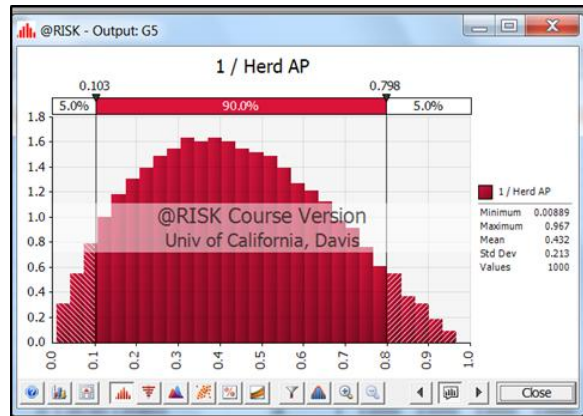 @RISK - Output: G5
1 / Herd AP
0.103 0.798
5.0% 90.0% 5.0%
1.8
1.6
1.4
1.2
1.0
0.8
0.6
0.4
0.2
0.0
0.0 0.1 0.2 0.3 0.4 0.5 0.6 0.7 0.8 0.9 1.0
@RISK Course Version
Univ of California, Davis
1 / Herd AP
Minimum 0.00889
Maximum 0.967
Mean 0.432
Std Dev 0.213
Values 1000
Close